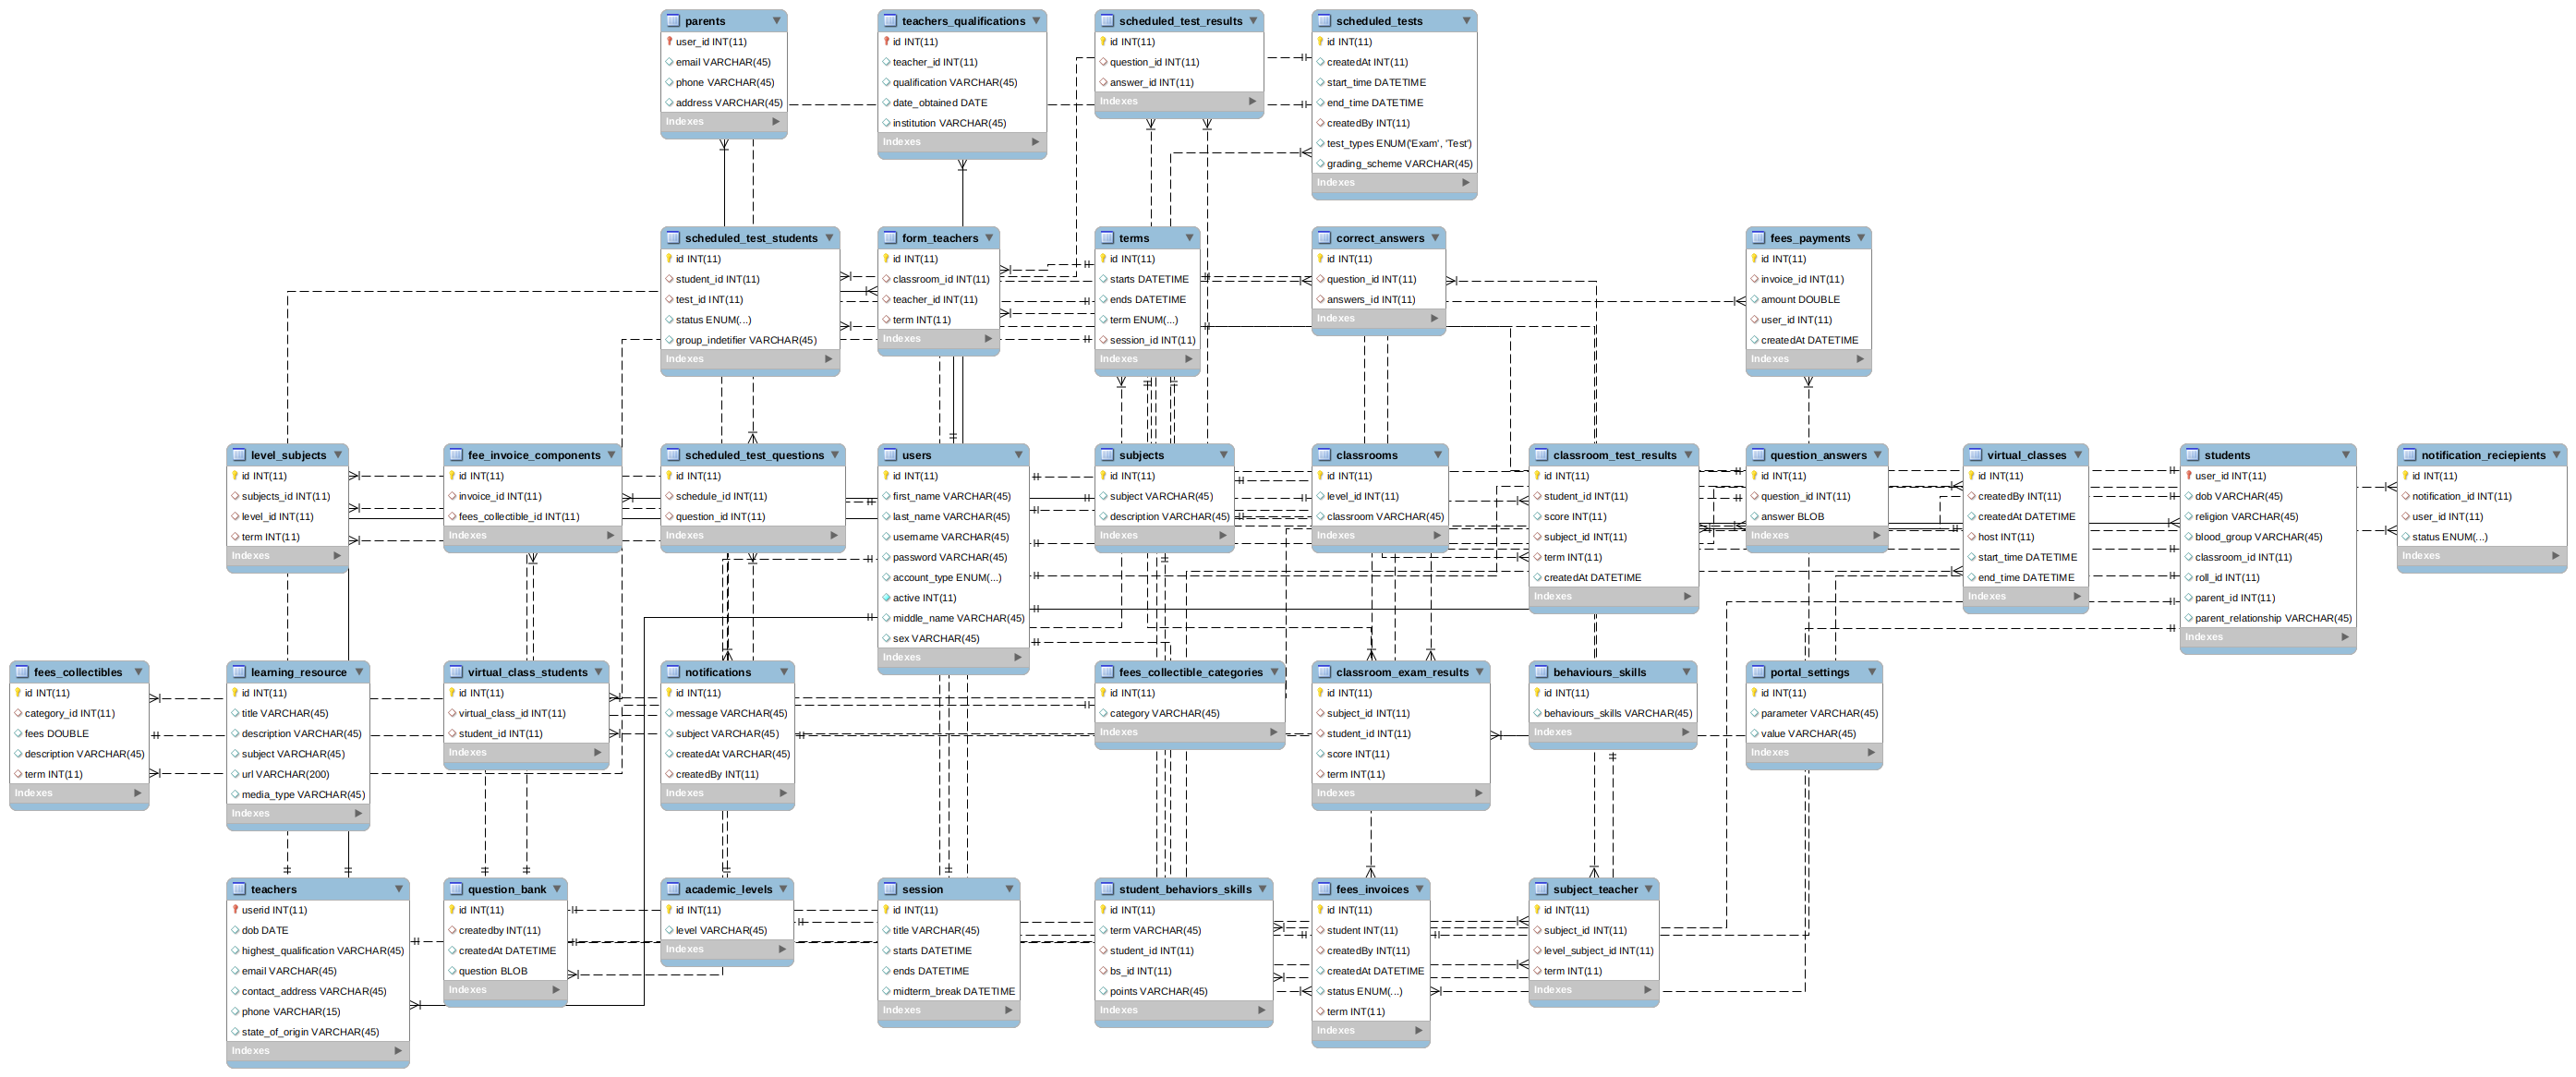 parents
user_id INT(11)
email VARCHAR(45)
phone VARCHAR(45)
address VARCHAR(45)
Indexes
teachers_qualifications
id INT(11)
teacher_id INT(11)
qualification VARCHAR(45)
date_obtained DATE
institution VARCHAR(45)
Indexes
scheduled_test_results
id INT(11)
question_id INT(11)
answer_id INT(11)
Indexes
scheduled_tests
id INT(11)
createdAt INT(11)
start_time DATETIME
end_time DATETIME
createdBy INT(11)
test_types ENUM('Exam', 'Test')
grading_scheme VARCHAR(45)
Indexes
scheduled_test_students
id INT(11)
student_id INT(11)
test_id INT(11)
status ENUM(...)
group_indetifier VARCHAR(45)
Indexes
form_teachers
id INT(11)
classroom_id INT(11)
teacher_id INT(11)
term INT(11)
Indexes
terms
id INT(11)
starts DATETIME
ends DATETIME
term ENUM(...)
session_id INT(11)
Indexes
correct_answers
id INT(11)
question_id INT(11)
answers_id INT(11)
Indexes
fees_payments
id INT(11)
invoice_id INT(11)
amount DOUBLE
user_id INT(11)
createdAt DATETIME
Indexes
level_subjects
id INT(11)
subjects_id INT(11)
level_id INT(11)
term INT(11)
Indexes
fee_invoice_components
id INT(11)
invoice_id INT(11)
fees_collectible_id INT(11)
Indexes
scheduled_test_questions
id INT(11)
schedule_id INT(11)
question_id INT(11)
Indexes
users
id INT(11)
first_name VARCHAR(45)
last_name VARCHAR(45)
username VARCHAR(45)
password VARCHAR(45)
account_type ENUM(...)
active INT(11)
middle_name VARCHAR(45)
sex VARCHAR(45)
Indexes
subjects
id INT(11)
subject VARCHAR(45)
description VARCHAR(45)
Indexes
classrooms
id INT(11)
level_id INT(11)
classroom VARCHAR(45)
Indexes
classroom_test_results
id INT(11)
student_id INT(11)
score INT(11)
subject_id INT(11)
term INT(11)
createdAt DATETIME
Indexes
question_answers
id INT(11)
question_id INT(11)
answer BLOB
Indexes
virtual_classes
id INT(11)
createdBy INT(11)
createdAt DATETIME
host INT(11)
start_time DATETIME
end_time DATETIME
Indexes
students
user_id INT(11)
dob VARCHAR(45)
religion VARCHAR(45)
blood_group VARCHAR(45)
classroom_id INT(11)
roll_id INT(11)
parent_id INT(11)
parent_relationship VARCHAR(45)
Indexes
notification_reciepients
id INT(11)
notification_id INT(11)
user_id INT(11)
status ENUM(...)
Indexes
fees_collectibles
id INT(11)
category_id INT(11)
fees DOUBLE
description VARCHAR(45)
term INT(11)
Indexes
learning_resource
id INT(11)
title VARCHAR(45)
description VARCHAR(45)
subject VARCHAR(45)
url VARCHAR(200)
media_type VARCHAR(45)
Indexes
virtual_class_students
id INT(11)
virtual_class_id INT(11)
student_id INT(11)
Indexes
notifications
id INT(11)
message VARCHAR(45)
subject VARCHAR(45)
createdAt VARCHAR(45)
createdBy INT(11)
Indexes
fees_collectible_categories
id INT(11)
category VARCHAR(45)
Indexes
classroom_exam_results
id INT(11)
subject_id INT(11)
student_id INT(11)
score INT(11)
term INT(11)
Indexes
behaviours_skills
id INT(11)
behaviours_skills VARCHAR(45)
Indexes
portal_settings
id INT(11)
parameter VARCHAR(45)
value VARCHAR(45)
Indexes
teachers
userid INT(11)
dob DATE
highest_qualification VARCHAR(45)
email VARCHAR(45)
contact_address VARCHAR(45)
phone VARCHAR(15)
state_of_origin VARCHAR(45)
Indexes
question_bank
id INT(11)
createdby INT(11)
createdAt DATETIME
question BLOB
Indexes
academic_levels
id INT(11)
level VARCHAR(45)
Indexes
session
id INT(11)
title VARCHAR(45)
starts DATETIME
ends DATETIME
midterm_break DATETIME
Indexes
student_behaviors_skills
id INT(11)
term VARCHAR(45)
student_id INT(11)
bs_id INT(11)
points VARCHAR(45)
Indexes
fees_invoices
id INT(11)
student INT(11)
createdBy INT(11)
createdAt DATETIME
status ENUM(...)
term INT(11)
Indexes
subject_teacher
id INT(11)
subject_id INT(11)
level_subject_id INT(11)
term INT(11)
Indexes